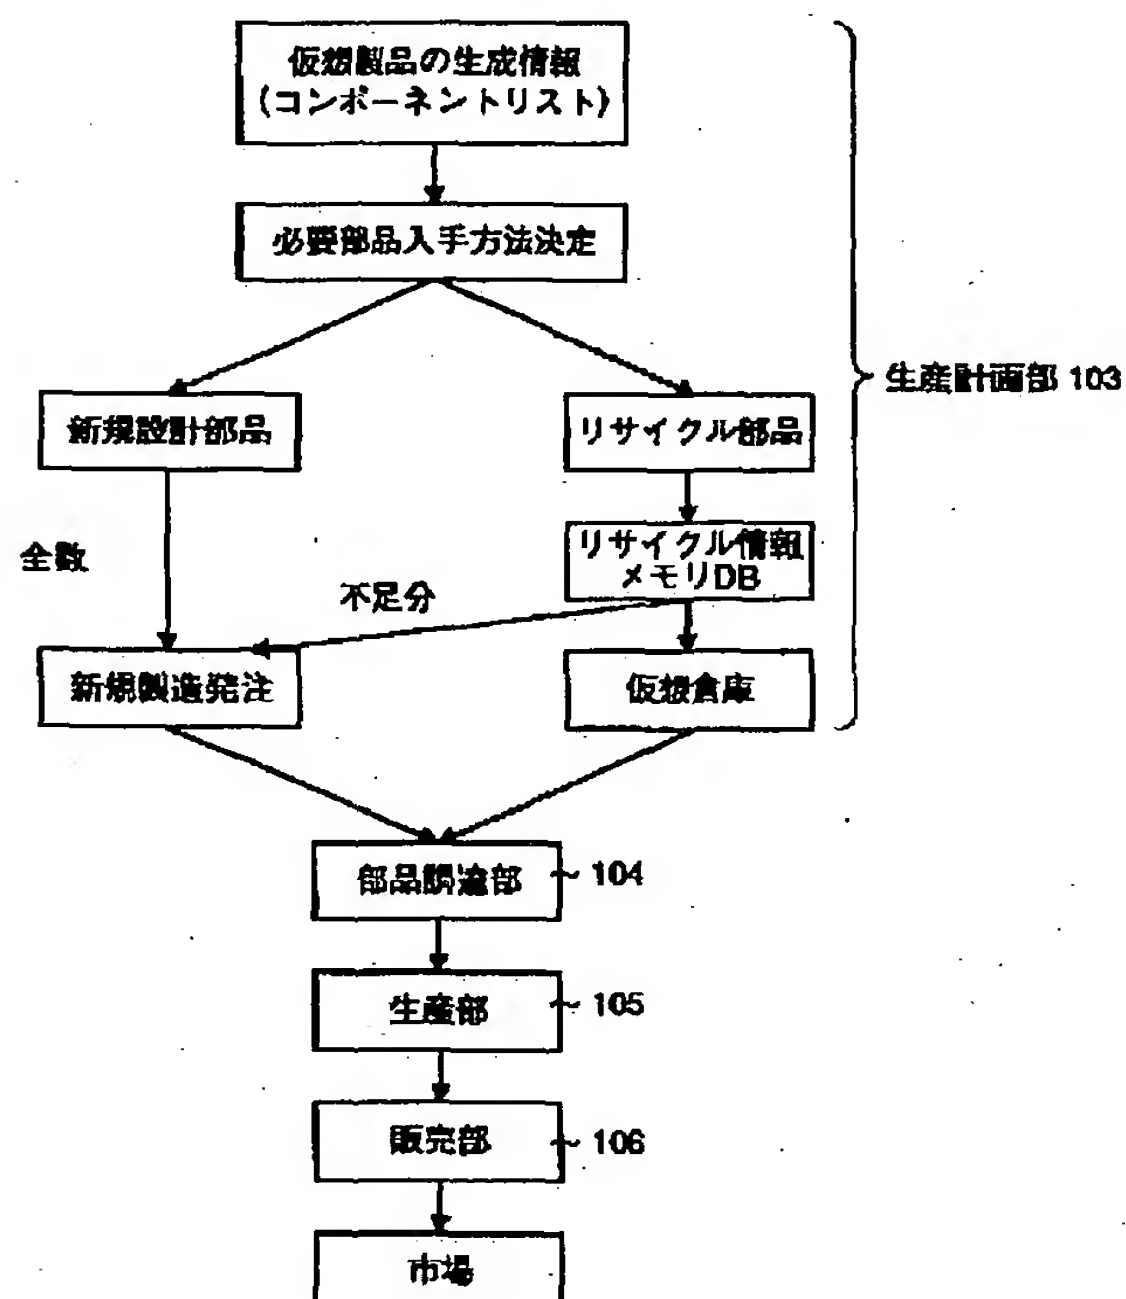 仮想製品の生成情報
(コンポーネントリスト)
必要部品入手方法決定
生産計画部 103
新規設計部品
リサイクル部品
全数
リサイクル情報
メモリDB
不足分
新規製造発注
仮想倉庫
部品調達部
104
生産部
105
販売部
106
市場